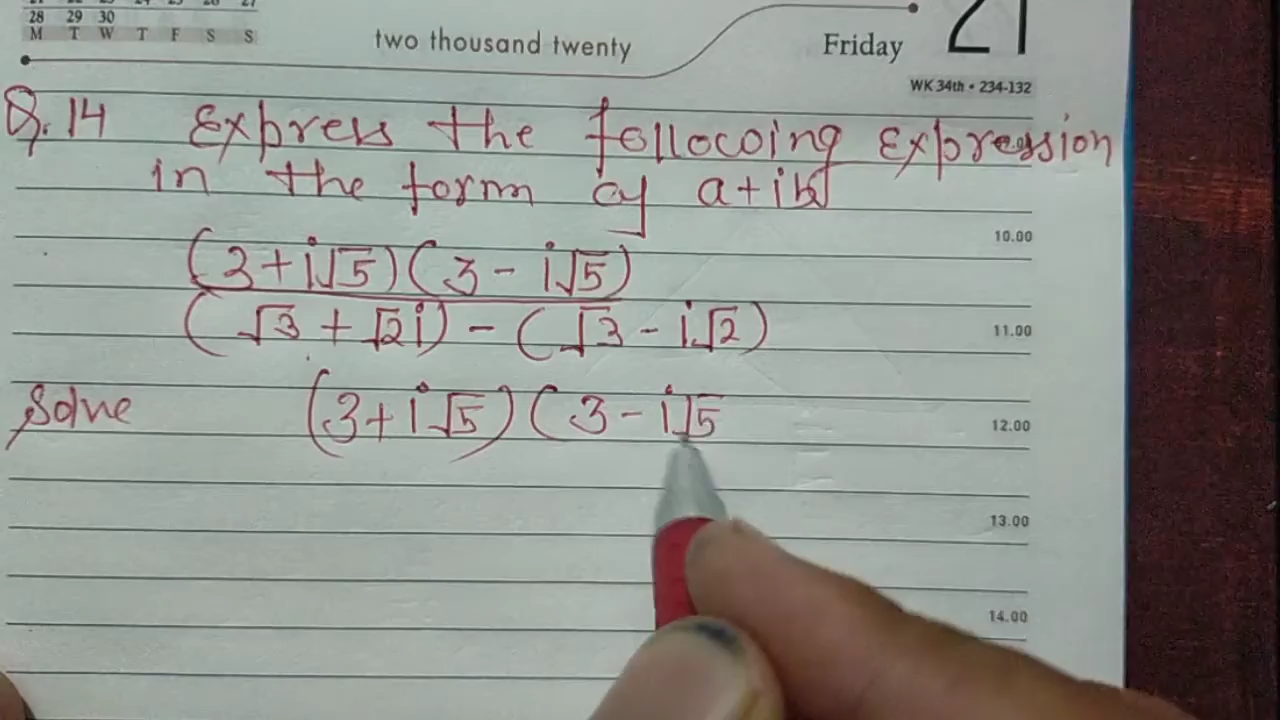 28 29 30
M T W T F S S
two thousand twenty
Friday
21
WK 34th • 234-132
Q.14 Express the following expression
in the form of a+ib
10.00
(3+i√5)(3-i√5)
(√3+√2i)-(√3-i√2)
11.00
Solve (3+i√5)(3-i√5
12.00
13.00
14.00